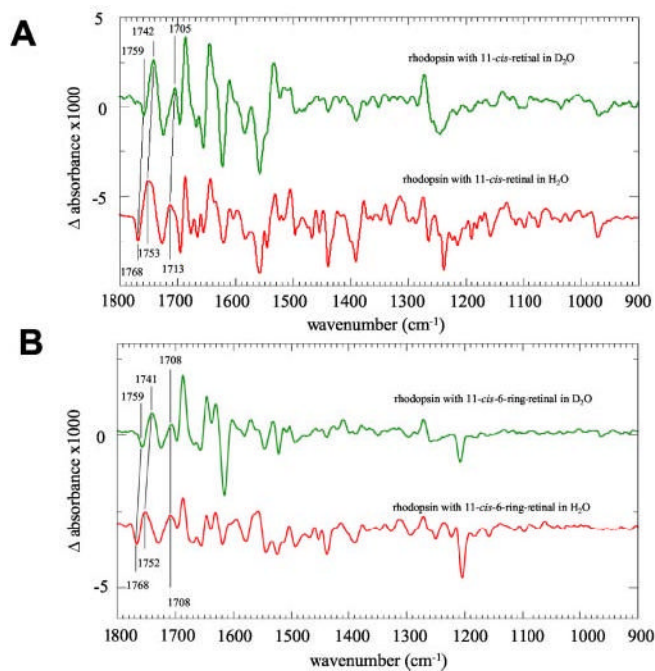 A
1742
1705
1759
rhodopsin with 11-cis-retinal in D₂O
5
0
-5
Δ absorbance x1000
rhodopsin with 11-cis-retinal in H₂O
1768
1753
1713
1800 1700 1600 1500 1400 1300 1200 1100 1000 900
wavenumber (cm⁻¹)
B
1708
1741
1759
rhodopsin with 11-cis-6-ring-retinal in D₂O
0
-5
Δ absorbance x1000
rhodopsin with 11-cis-6-ring-retinal in H₂O
1752
1768
1708
1800 1700 1600 1500 1400 1300 1200 1100 1000 900
wavenumber (cm⁻¹)